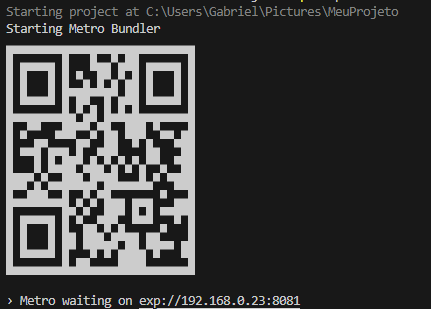 Starting project at C:\Users\Gabriel\Pictures\MeuProjeto
Starting Metro Bundler
› Metro waiting on exp://192.168.0.23:8081